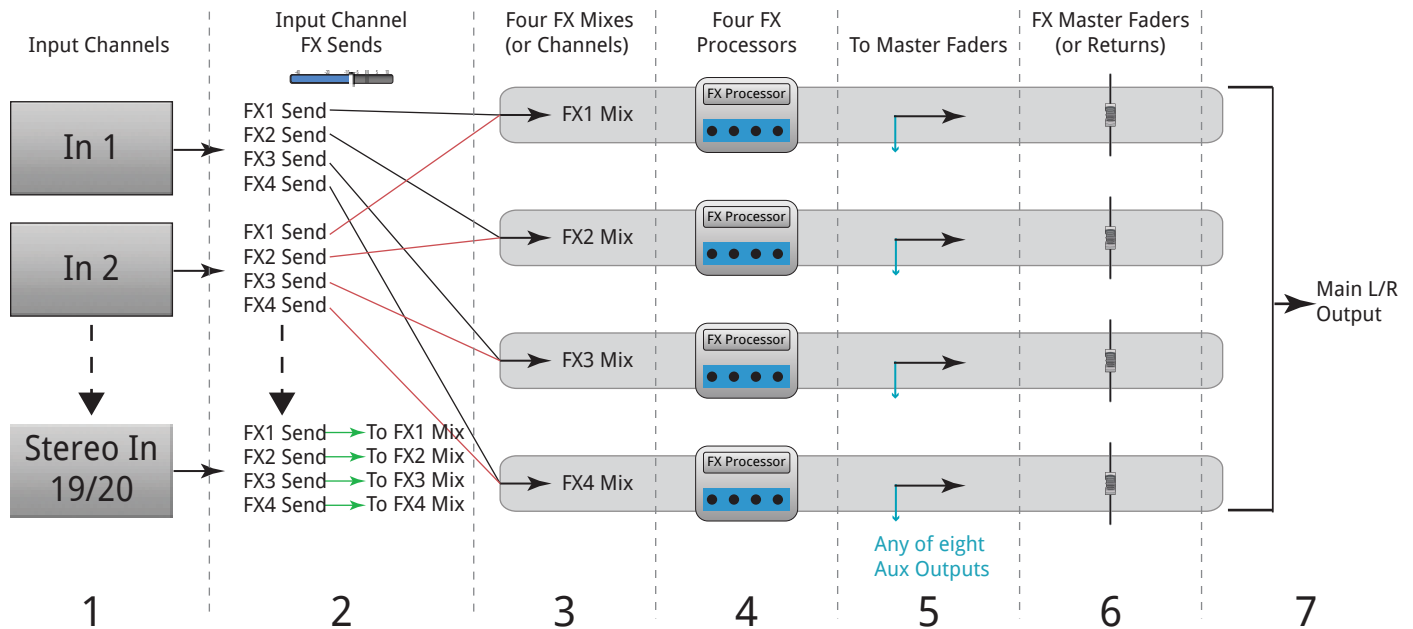 Input Channels
Input Channel
FX Sends
Four FX Mixes
(or Channels)
Four FX
Processors
To Master Faders
FX Master Faders
(or Returns)
In 1
FX1 Send
FX2 Send
FX3 Send
FX4 Send
In 2
FX1 Send
FX2 Send
FX3 Send
FX4 Send
Stereo In
19/20
FX1 Send To FX1 Mix
FX2 Send To FX2 Mix
FX3 Send To FX3 Mix
FX4 Send To FX4 Mix
FX1 Mix
FX Processor
FX2 Mix
FX Processor
FX3 Mix
FX Processor
FX4 Mix
FX Processor
Any of eight
Aux Outputs
Main L/R
Output
1 2 3 4 5 6 7